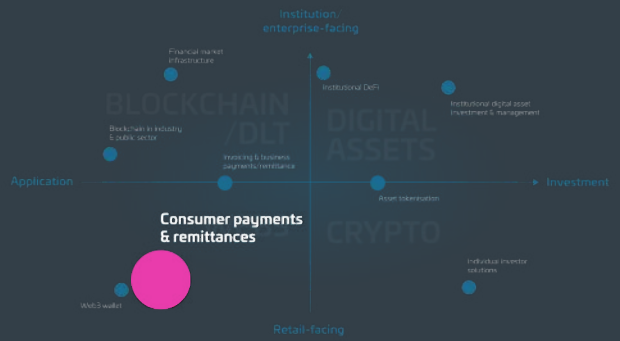 Institution/
enterprise-facing
Financial market
infrastructure
Institutional DeFi
BLOCKCHAIN
/DLT
DIGITAL
ASSETS
Institutional digital asset
investment & management
Blockchain in industry
& public sector
Invoicing & business
payments/remittance
Application
Investment
Asset tokenisation
Consumer payments
& remittances
CRYPTO
Individual investor
solutions
Web3 wallet
Retail-facing